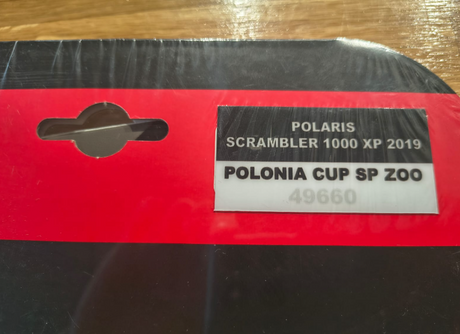 POLARIS
SCRAMBLER 1000 XP 2019
POLONIA CUP SP ZOO
49660